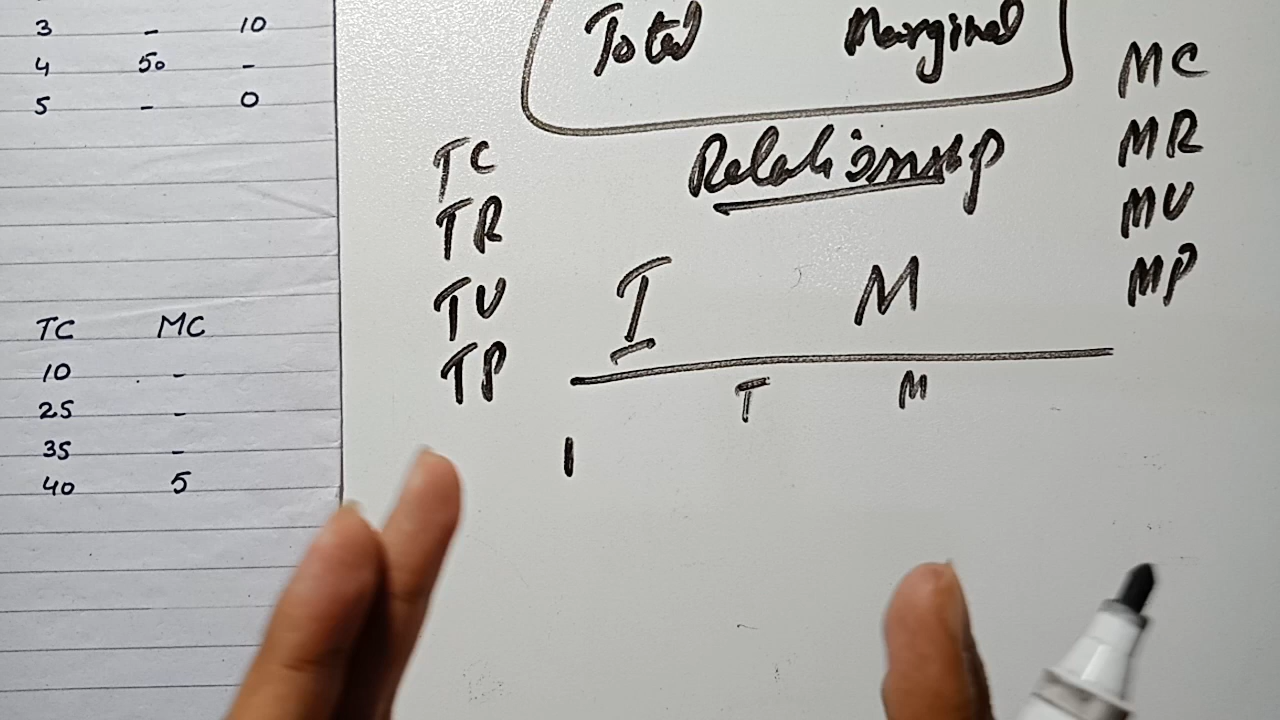 3 - 10
4 50 -
5 - 0
TC MC
10 -
25 -
35 -
40 5
Total Marginal
Relationship
TC
TR
TU
TP
T M
T M
1
MC
MR
MU
MP